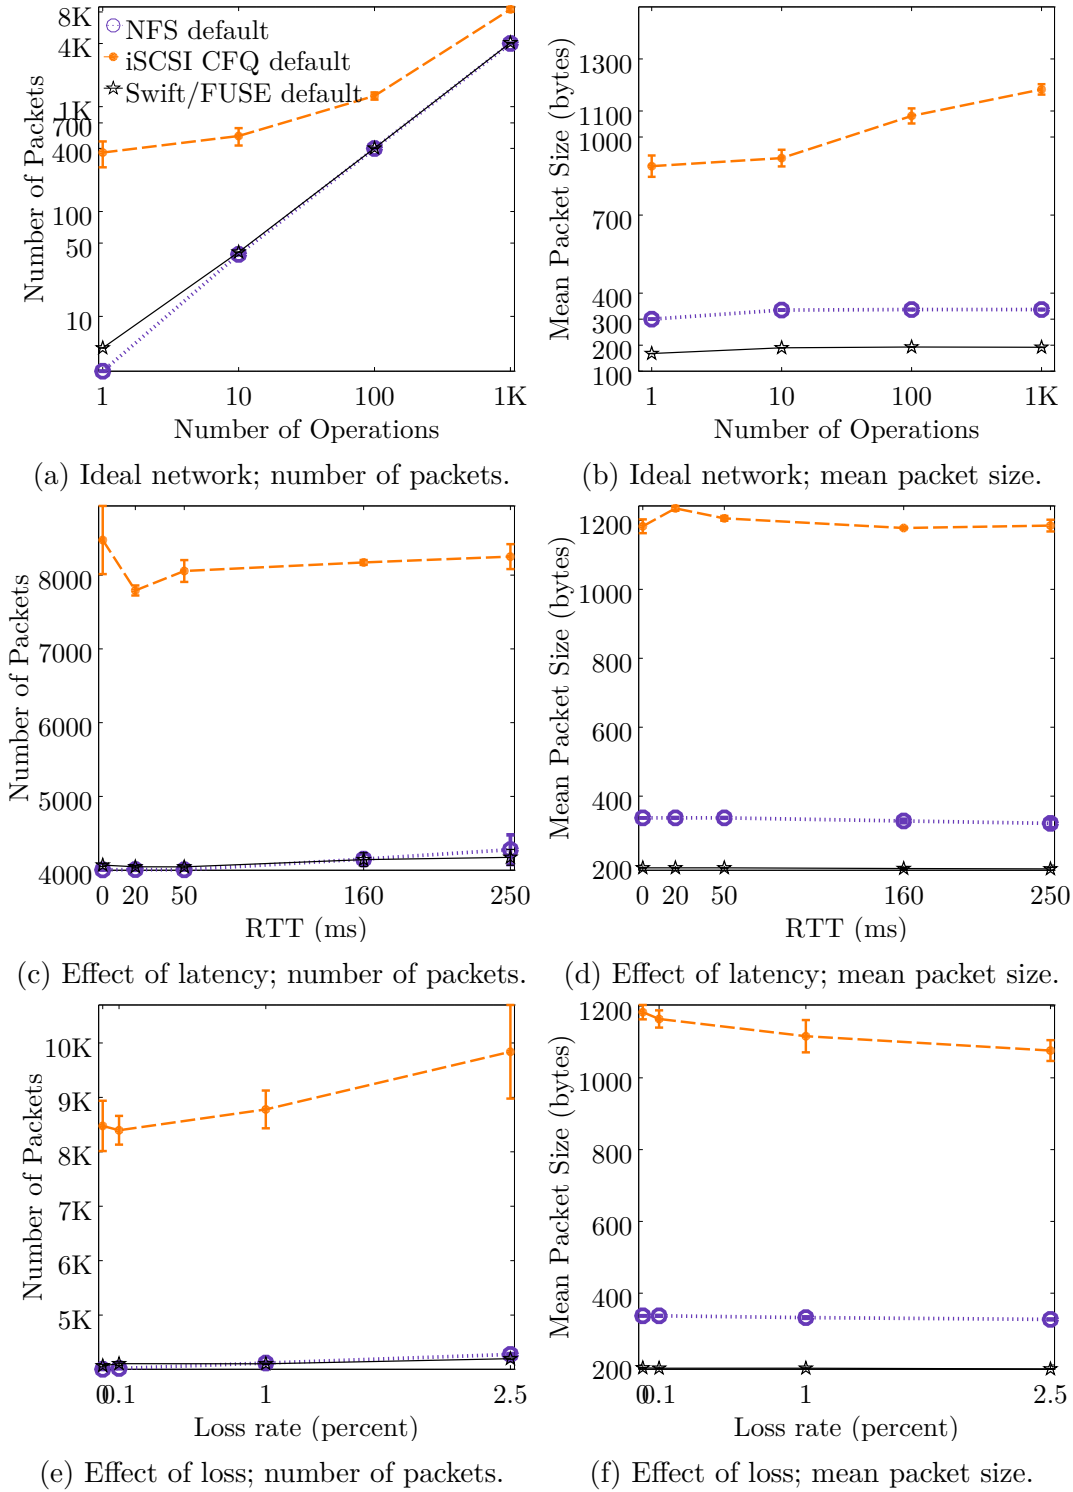 NFS default
iSCSI CFQ default
Swift/FUSE default
Number of Packets
8K
4K
1K
700
400
100
50
10
1 10 100 1K
Number of Operations
(a) Ideal network; number of packets.
Mean Packet Size (bytes)
1300
1100
1000
700
400
300
200
100
1 10 100 1K
Number of Operations
(b) Ideal network; mean packet size.
Number of Packets
8000
7000
6000
5000
4000
0 20 50 160 250
RTT (ms)
(c) Effect of latency; number of packets.
Mean Packet Size (bytes)
1200
1000
800
600
400
200
0 20 50 160 250
RTT (ms)
(d) Effect of latency; mean packet size.
Number of Packets
10K
9K
8K
7K
6K
5K
0 0.1 1 2.5
Loss rate (percent)
(e) Effect of loss; number of packets.
Mean Packet Size (bytes)
1200
1000
800
600
400
200
0 0.1 1 2.5
Loss rate (percent)
(f) Effect of loss; mean packet size.